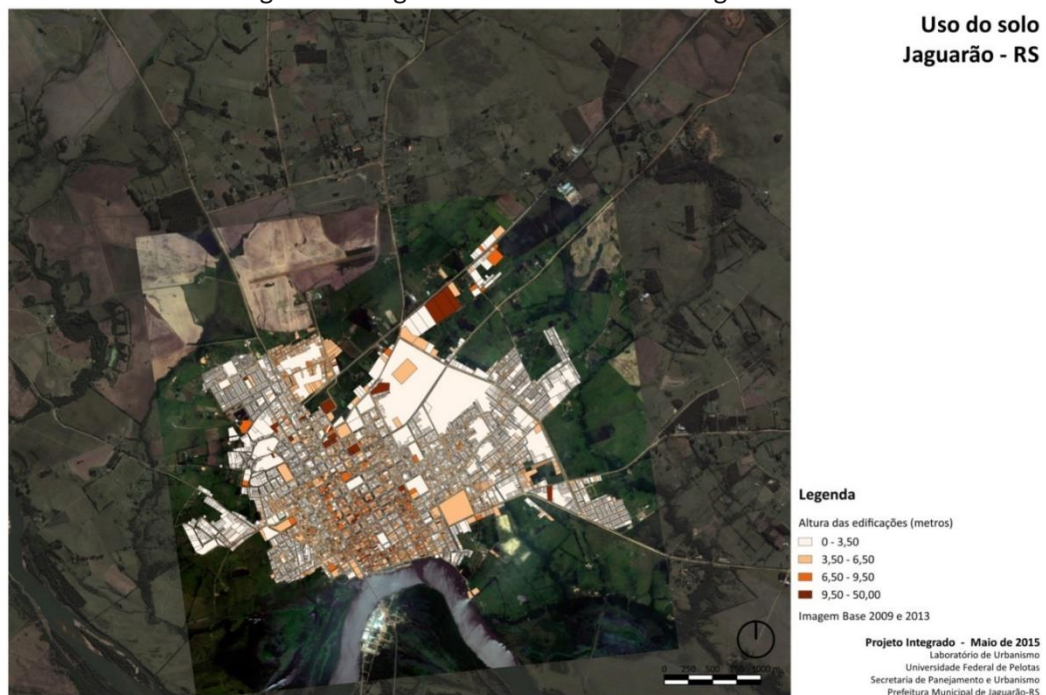 Uso do solo
Jaguarão - RS
Legenda
Altura das edificações (metros)
0 - 3,50
3,50 - 6,50
6,50 - 9,50
9,50 - 50,00
Imagem Base 2009 e 2013
Projeto Integrado - Maio de 2015
Laboratório de Urbanismo
Universidade Federal de Pelotas
Secretaria de Panejamento e Urbanismo
Prefeitura Municipal de Jaguarão-RS
0 250 500 750 1000 m